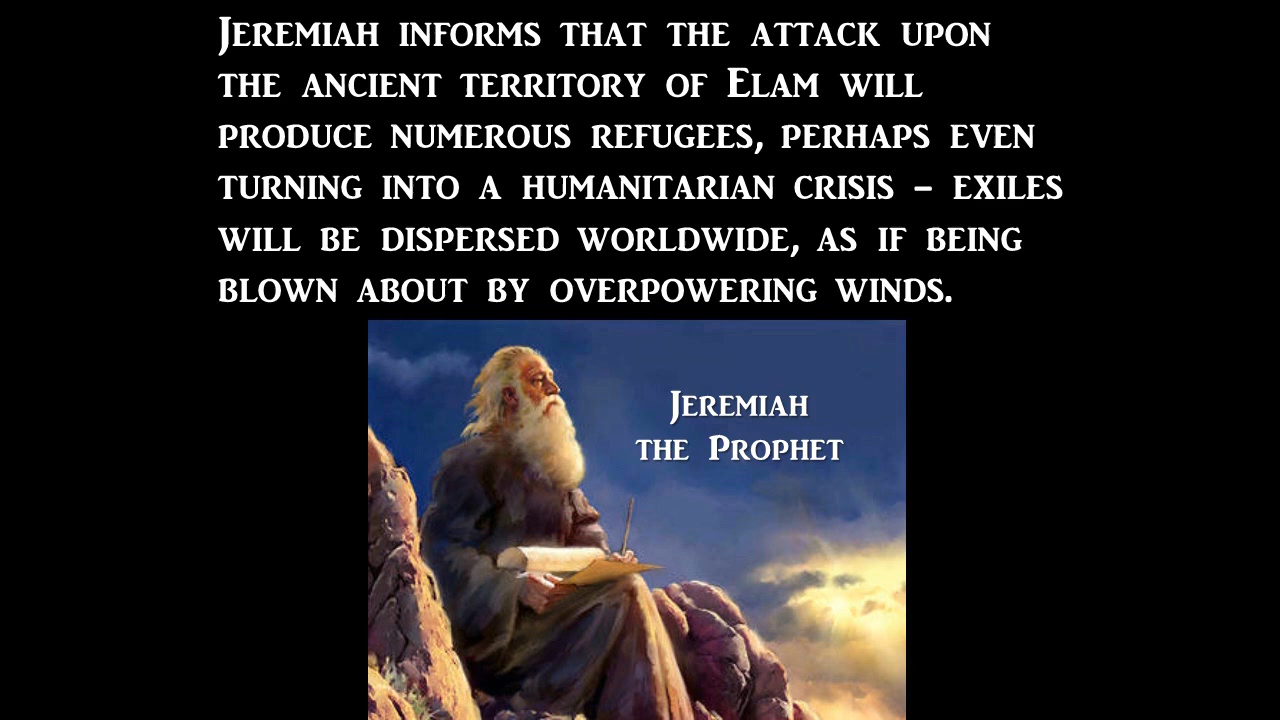 Jeremiah informs that the attack upon
the ancient territory of Elam will
produce numerous refugees, perhaps even
turning into a humanitarian crisis – exiles
will be dispersed worldwide, as if being
blown about by overpowering winds.
Jeremiah
the Prophet